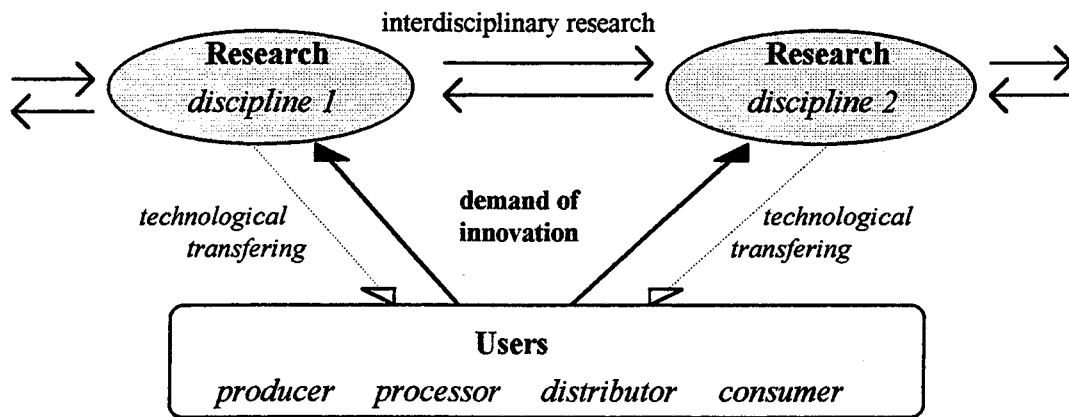 interdisciplinary research
Research
discipline 1
Research
discipline 2
technological
transfering
demand of
innovation
technological
transfering
Users
producer processor distributor consumer